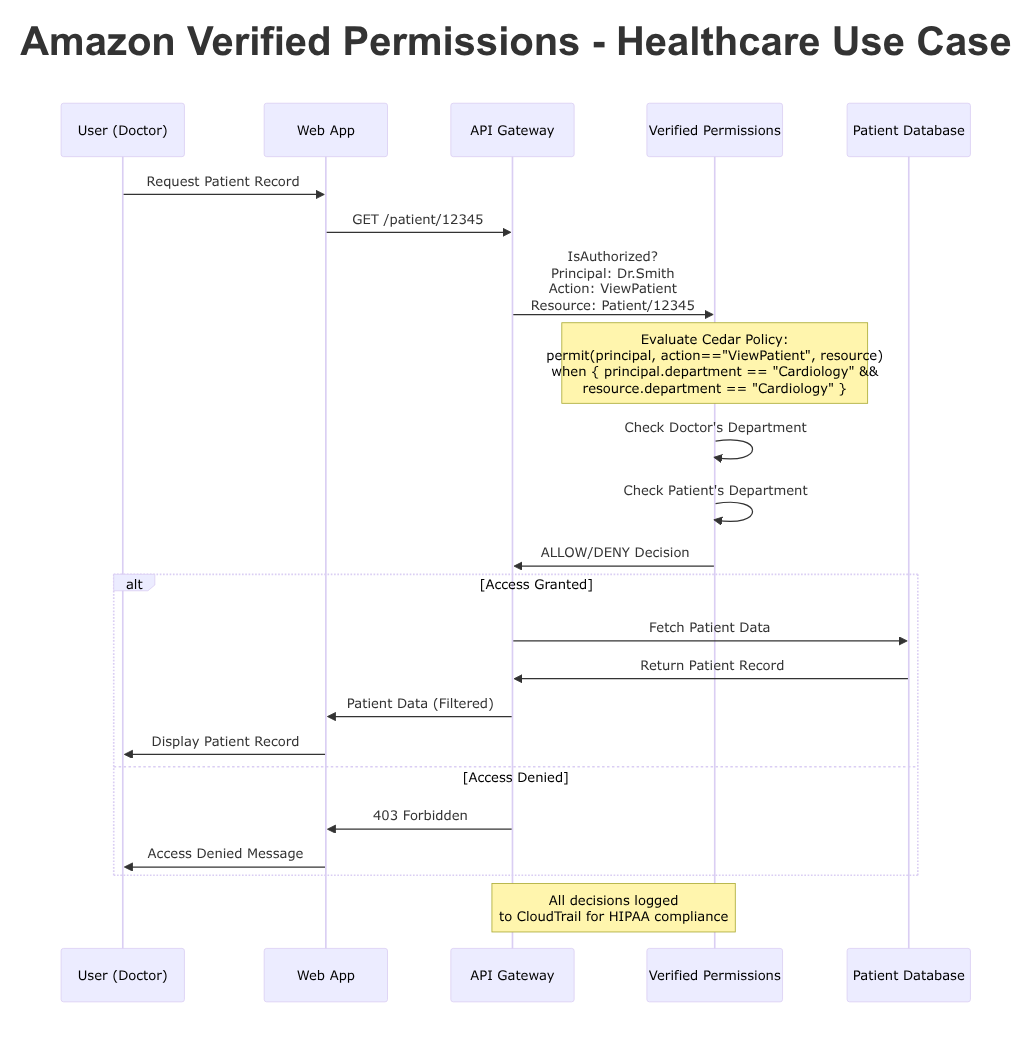 Amazon Verified Permissions - Healthcare Use Case
User (Doctor)
Web App
API Gateway
Verified Permissions
Patient Database
Request Patient Record
GET /patient/12345
IsAuthorized?
Principal: Dr.Smith
Action: ViewPatient
Resource: Patient/12345
Evaluate Cedar Policy:
permit(principal, action=="ViewPatient", resource)
when { principal.department == "Cardiology" &&
resource.department == "Cardiology" }
Check Doctor's Department
Check Patient's Department
ALLOW/DENY Decision
alt
[Access Granted]
Fetch Patient Data
Return Patient Record
Patient Data (Filtered)
Display Patient Record
[Access Denied]
403 Forbidden
Access Denied Message
All decisions logged
to CloudTrail for HIPAA compliance
User (Doctor)
Web App
API Gateway
Verified Permissions
Patient Database